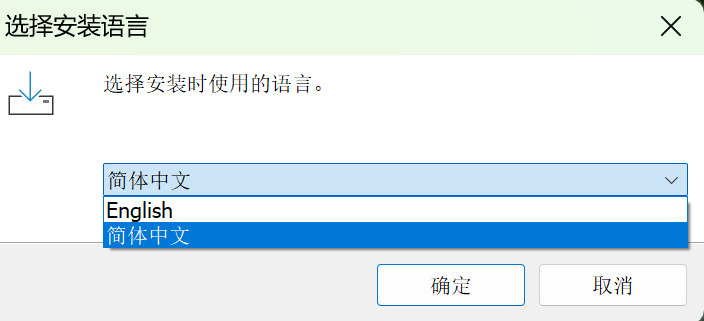 选择安装语言
选择安装时使用的语言。
简体中文
English
简体中文
确定
取消